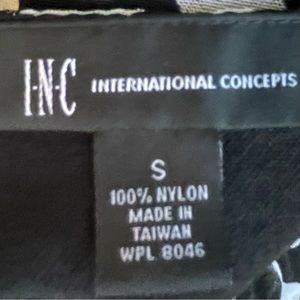 I·N·C INTERNATIONAL CONCEPTS
S
100% NYLON
MADE IN
TAIWAN
WPL 8046